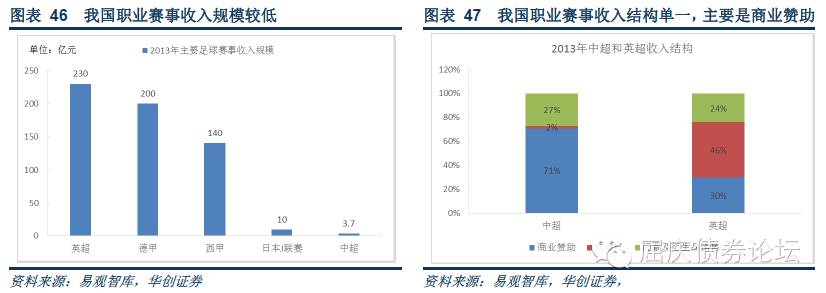 图表 46 我国职业赛事收入规模较低
单位：亿元
2013年主要足球赛事收入规模
250
200
150
100
50
0
230
200
140
10
3.7
英超
德甲
西甲
日本J联赛
中超
资料来源：易观智库，华创证券
图表 47 我国职业赛事收入结构单一，主要是商业赞助
2013年中超和英超收入结构
120%
100%
80%
60%
40%
20%
0%
27%
2%
71%
24%
46%
30%
中超
英超
商业赞助
屈庆债券论坛
资料来源：易观智库，华创证券，